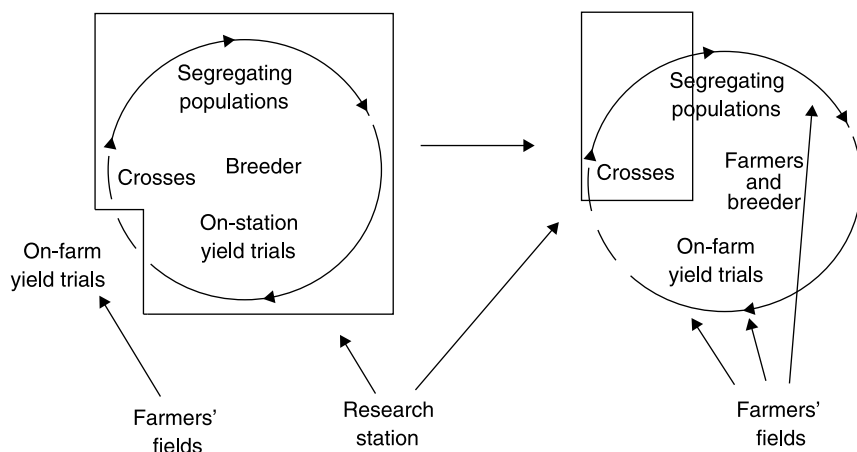 Segregating
populations
Crosses
Breeder
On-station
yield trials
On-farm
yield trials
Farmers’
fields
Research
station
Segregating
populations
Crosses
Farmers
and
breeder
On-farm
yield trials
Farmers’
fields